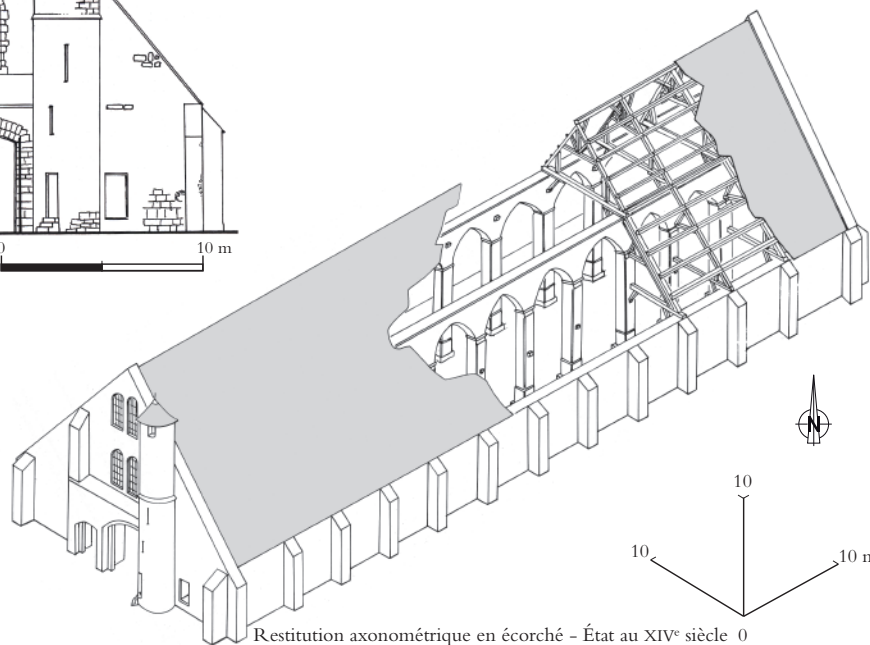 0 10 m
N
10
10 10 m
Restitution axonométrique en écorché - État au XIVᵉ siècle 0